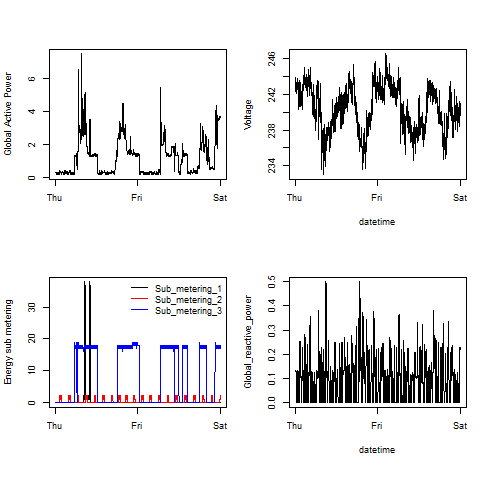 Global Active Power
0
2
4
6
Thu
Fri
Sat
Voltage
234
238
242
246
Thu
Fri
Sat
datetime
Energy sub metering
0
10
20
30
Sub_metering_1
Sub_metering_2
Sub_metering_3
Thu
Fri
Sat
Global_reactive_power
0.0
0.1
0.2
0.3
0.4
0.5
Thu
Fri
Sat
datetime